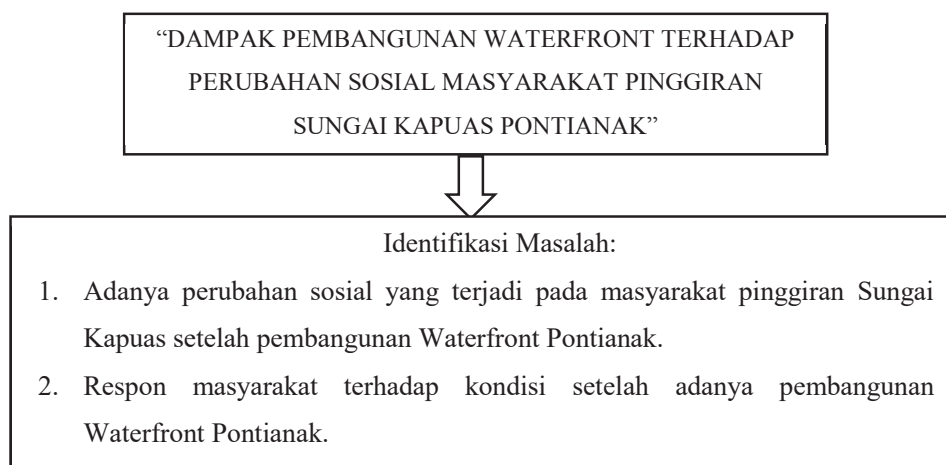 “DAMPAK PEMBANGUNAN WATERFRONT TERHADAP
PERUBAHAN SOSIAL MASYARAKAT PINGGIRAN
SUNGAI KAPUAS PONTIANAK”
Identifikasi Masalah:
1. Adanya perubahan sosial yang terjadi pada masyarakat pinggiran Sungai
Kapuas setelah pembangunan Waterfront Pontianak.
2. Respon masyarakat terhadap kondisi setelah adanya pembangunan
Waterfront Pontianak.